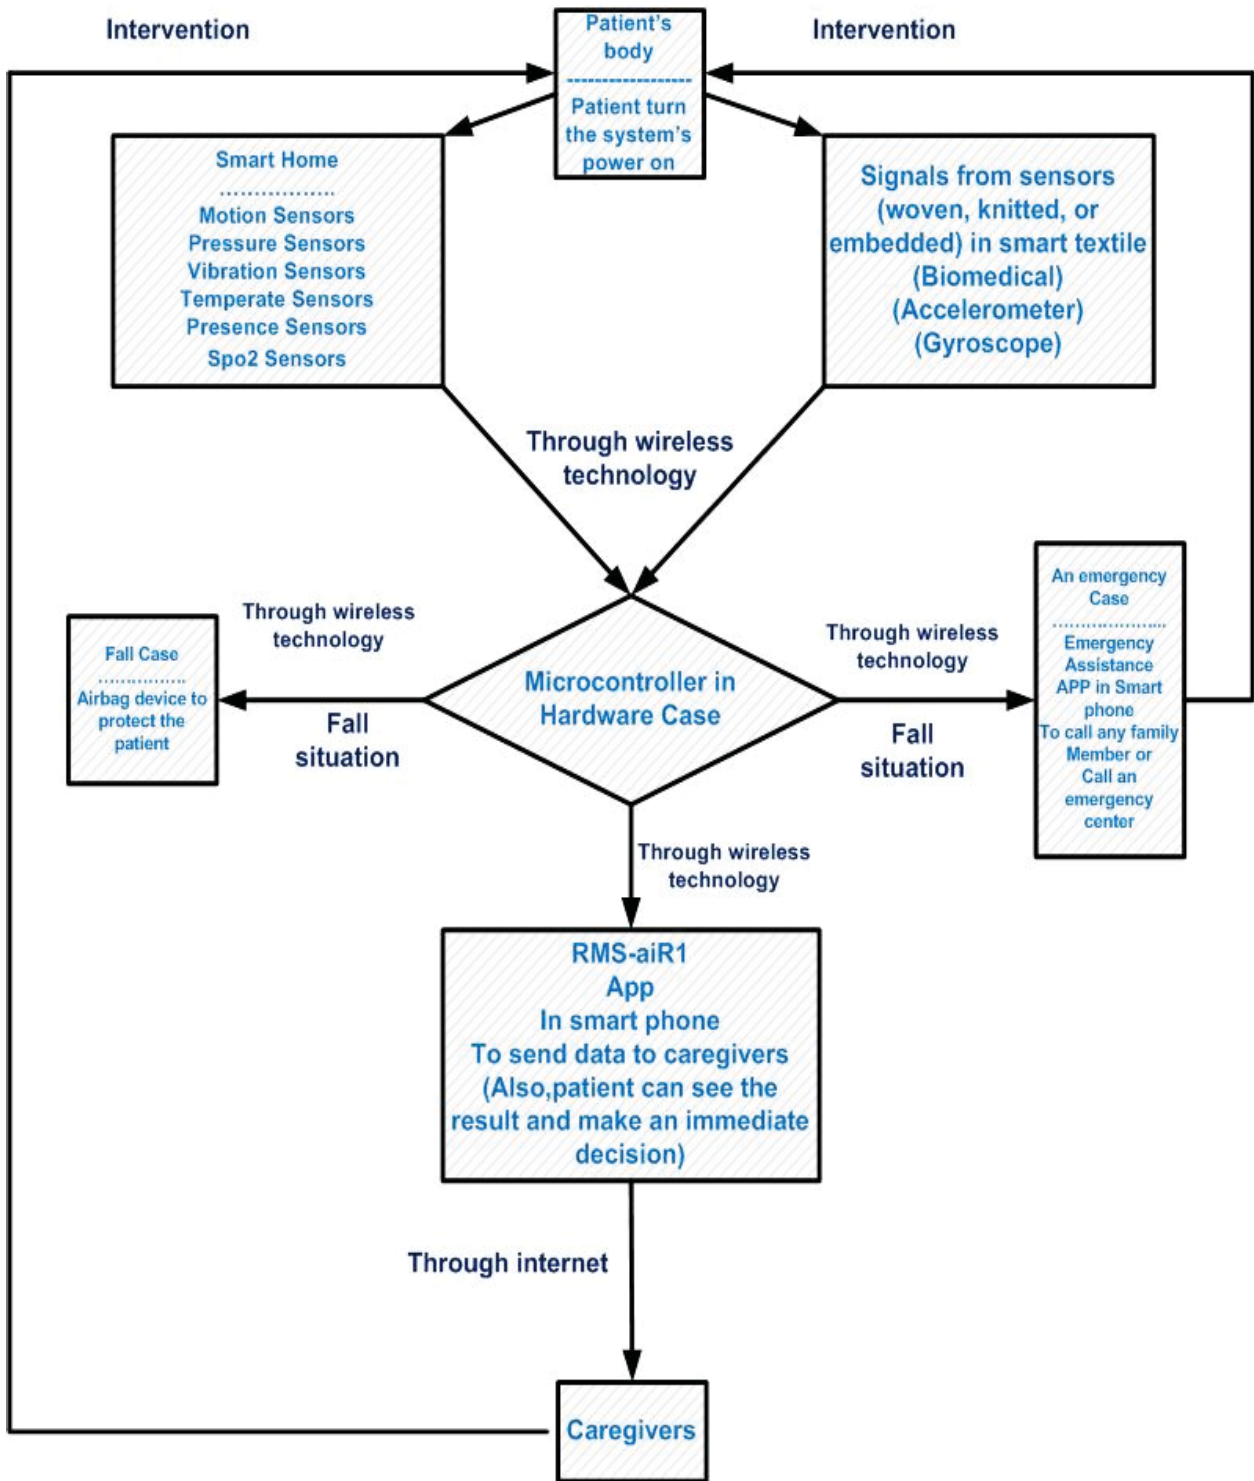 Intervention
Patient's
body
------------------
Patient turn
the system's
power on
Intervention
Smart Home
.................
Motion Sensors
Pressure Sensors
Vibration Sensors
Temperate Sensors
Presence Sensors
Spo2 Sensors
Signals from sensors
(woven, knitted, or
embedded) in smart textile
(Biomedical)
(Accelerometer)
(Gyroscope)
Through wireless
technology
Fall Case
................
Airbag device to
protect the
patient
Through wireless
technology
Fall
situation
Microcontroller in
Hardware Case
Through wireless
technology
Fall
situation
An emergency
Case
.....................
Emergency
Assistance
APP in Smart
phone
To call any family
Member or
Call an
emergency
center
Through wireless
technology
RMS-aiR1
App
In smart phone
To send data to caregivers
(Also,patient can see the
result and make an immediate
decision)
Through internet
Caregivers